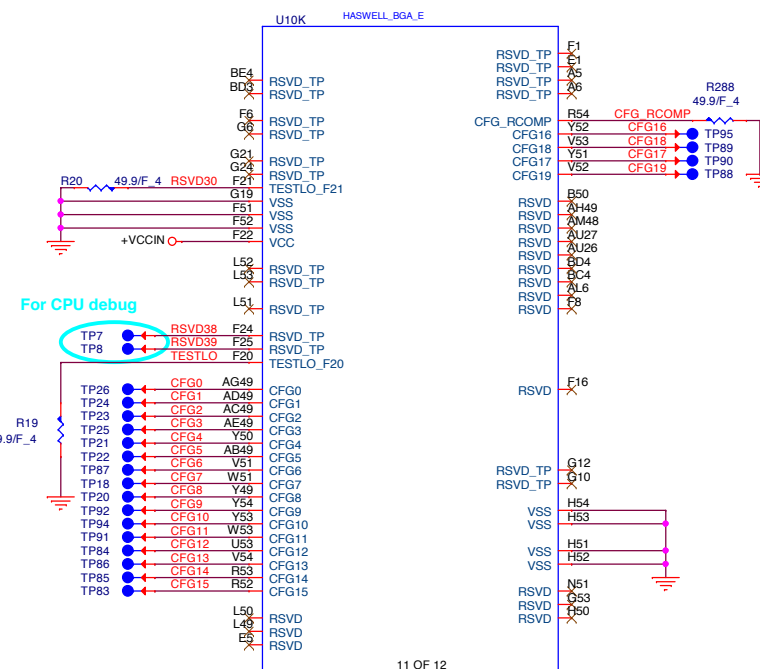 U10K HASWELL_BGA_E
BE4 RSVD_TP
BD3 RSVD_TP
F6 RSVD_TP
G6 RSVD_TP
G21 RSVD_TP
G24 RSVD_TP
R20 49.9/F_4 RSVD30 F21 TESTLO_F21
G19 VSS
F51 VSS
F52 VSS
+VCCIN F22 VCC
L52 RSVD_TP
L53 RSVD_TP
L51 RSVD_TP
For CPU debug
TP7 RSVD38 F24 RSVD_TP
TP8 RSVD39 F25 RSVD_TP
TESTLO F20 TESTLO_F20
TP26 CFG0 AG49 CFG0
TP24 CFG1 AD49 CFG1
TP23 CFG2 AC49 CFG2
TP25 CFG3 AE49 CFG3
TP21 CFG4 Y50 CFG4
TP22 CFG5 AB49 CFG5
TP87 CFG6 V51 CFG6
TP18 CFG7 W51 CFG7
TP20 CFG8 Y49 CFG8
TP92 CFG9 Y54 CFG9
TP94 CFG10 Y53 CFG10
TP91 CFG11 W53 CFG11
TP84 CFG12 U53 CFG12
TP86 CFG13 V54 CFG13
TP85 CFG14 R53 CFG14
TP83 CFG15 R52 CFG15
R19
9.9/F_4
L50 RSVD
L49 RSVD
E5 RSVD
RSVD_TP F1
RSVD_TP E1
RSVD_TP A5
RSVD_TP A6
R288
49.9/F_4
CFG_RCOMP R54 CFG_RCOMP
CFG16 Y52 CFG16 TP95
CFG18 V53 CFG18 TP89
CFG17 Y51 CFG17 TP90
CFG19 V52 CFG19 TP88
RSVD B50
RSVD AH49
RSVD AM48
RSVD AU27
RSVD AU26
RSVD BD4
RSVD BC4
RSVD AL6
RSVD F8
RSVD F16
RSVD_TP G12
RSVD_TP G10
VSS H54
VSS H53
VSS H51
VSS H52
RSVD N51
RSVD G53
RSVD H50
11 OF 12